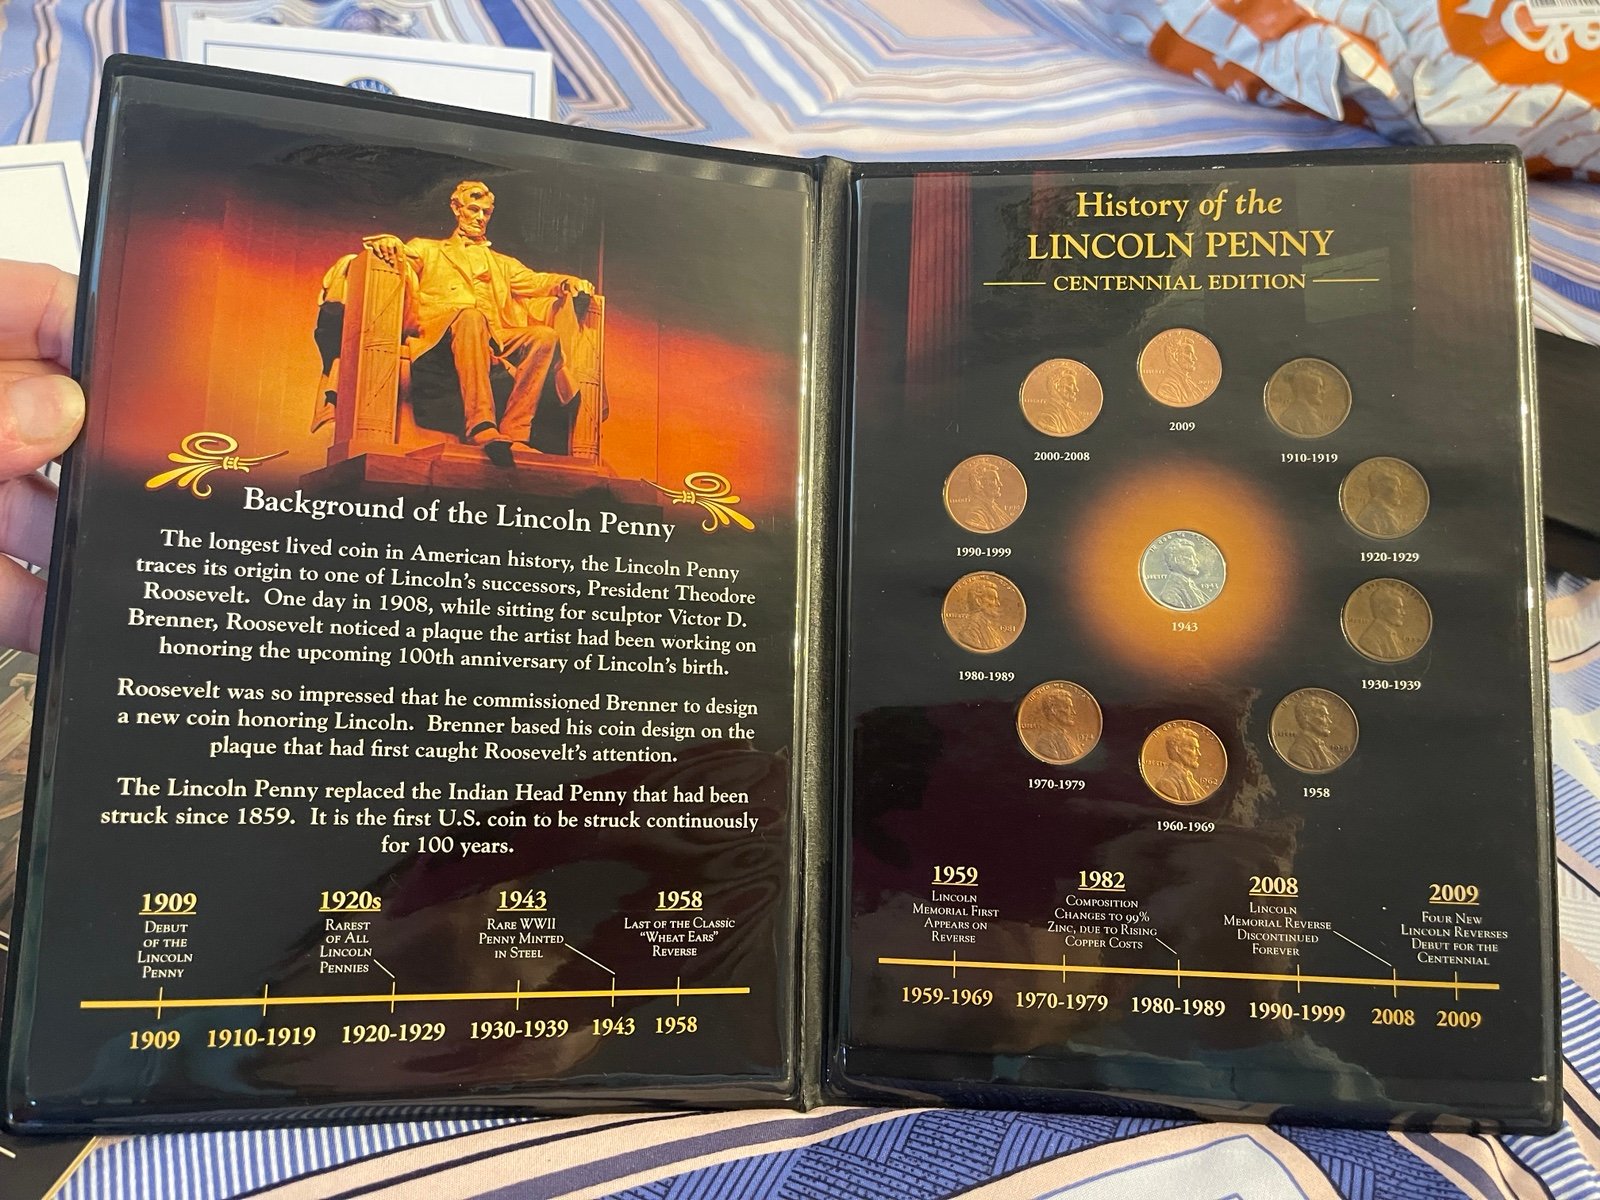 Background of the Lincoln Penny
The longest lived coin in American history, the Lincoln Penny
traces its origin to one of Lincoln's successors, President Theodore
Roosevelt. One day in 1908, while sitting for sculptor Victor D.
Brenner, Roosevelt noticed a plaque the artist had been working on
honoring the upcoming 100th anniversary of Lincoln's birth.
Roosevelt was so impressed that he commissioned Brenner to design
a new coin honoring Lincoln. Brenner based his coin design on the
plaque that had first caught Roosevelt's attention.
The Lincoln Penny replaced the Indian Head Penny that had been
struck since 1859. It is the first U.S. coin to be struck continuously
for 100 years.
1909
DEBUT
OF THE
LINCOLN
PENNY
1920s
RAREST
OF ALL
LINCOLN
PENNIES
1943
RARE WWII
PENNY MINTED
IN STEEL
1958
LAST OF THE CLASSIC
"WHEAT EARS"
REVERSE
1909 1910-1919 1920-1929 1930-1939 1943 1958
History of the
LINCOLN PENNY
CENTENNIAL EDITION
2009
2000-2008
1910-1919
1990-1999
1920-1929
1943
1980-1989
1930-1939
1970-1979
1958
1960-1969
1959
LINCOLN
MEMORIAL FIRST
APPEARS ON
REVERSE
1982
COMPOSITION
CHANGES TO 99%
ZINC, DUE TO RISING
COPPER COSTS
2008
LINCOLN
MEMORIAL REVERSE
DISCONTINUED
FOREVER
2009
FOUR NEW
LINCOLN REVERSES
DEBUT FOR THE
CENTENNIAL
1959-1969 1970-1979 1980-1989 1990-1999 2008 2009